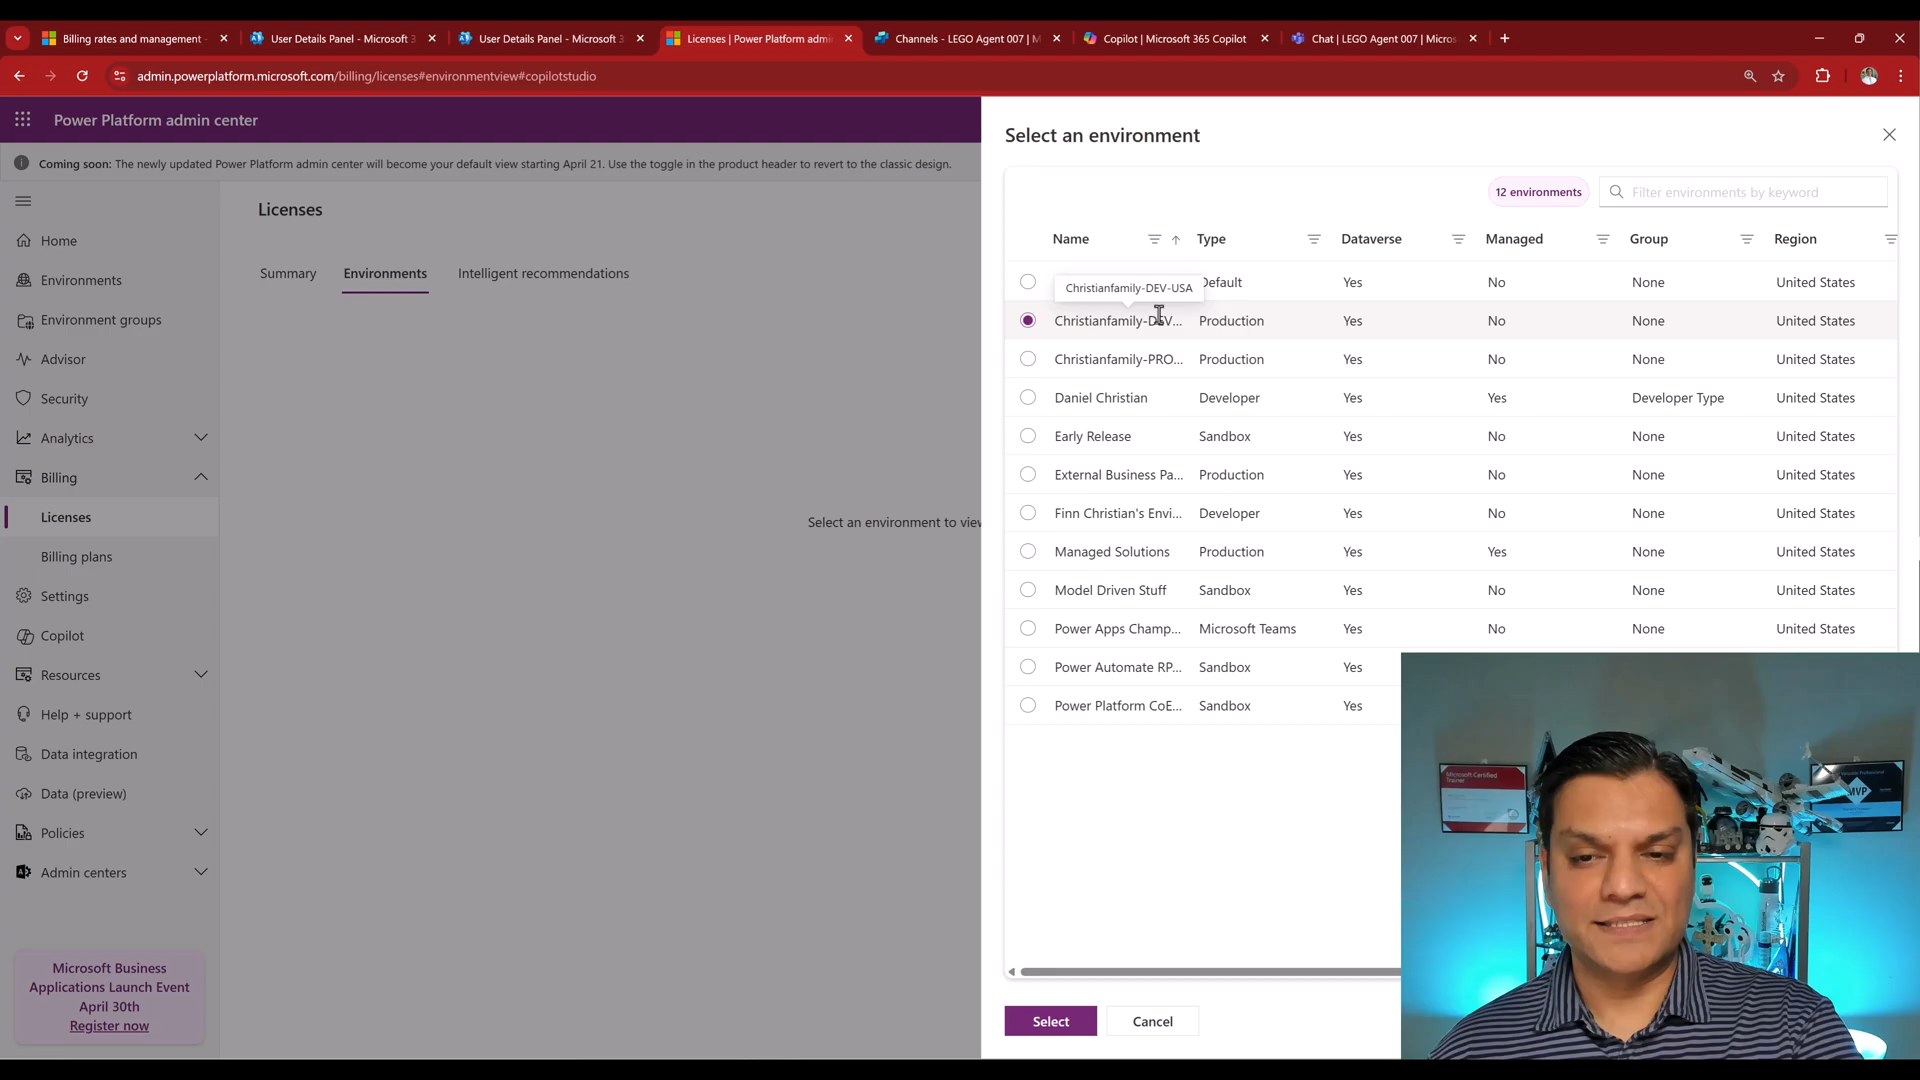 Billing rates and management
User Details Panel - Microsoft 3
User Details Panel - Microsoft 3
Licenses | Power Platform admin
Channels - LEGO Agent 007 | M
Copilot | Microsoft 365 Copilot
Chat | LEGO Agent 007 | Micros
admin.powerplatform.microsoft.com/billing/licenses#environmentview#copilotstudio
Power Platform admin center
Coming soon: The newly updated Power Platform admin center will become your default view starting April 21. Use the toggle in the product header to revert to the classic design.
Home
Environments
Environment groups
Advisor
Security
Analytics
Billing
Licenses
Billing plans
Settings
Copilot
Resources
Help + support
Data integration
Data (preview)
Policies
Admin centers
Microsoft Business
Applications Launch Event
April 30th
Register now
Licenses
Summary Environments Intelligent recommendations
Select an environment to view
Select an environment
12 environments
Filter environments by keyword
Name Type Dataverse Managed Group Region
Default Yes No None United States
Christianfamily-DEV-USA
Christianfamily-DEV... Production Yes No None United States
Christianfamily-PRO... Production Yes No None United States
Daniel Christian Developer Yes Yes Developer Type United States
Early Release Sandbox Yes No None United States
External Business Pa... Production Yes No None United States
Finn Christian's Envi... Developer Yes No None United States
Managed Solutions Production Yes Yes None United States
Model Driven Stuff Sandbox Yes No None United States
Power Apps Champ... Microsoft Teams Yes No None United States
Power Automate RP... Sandbox Yes
Power Platform CoE... Sandbox Yes
Select Cancel
Microsoft Certified
Trainer
MVP